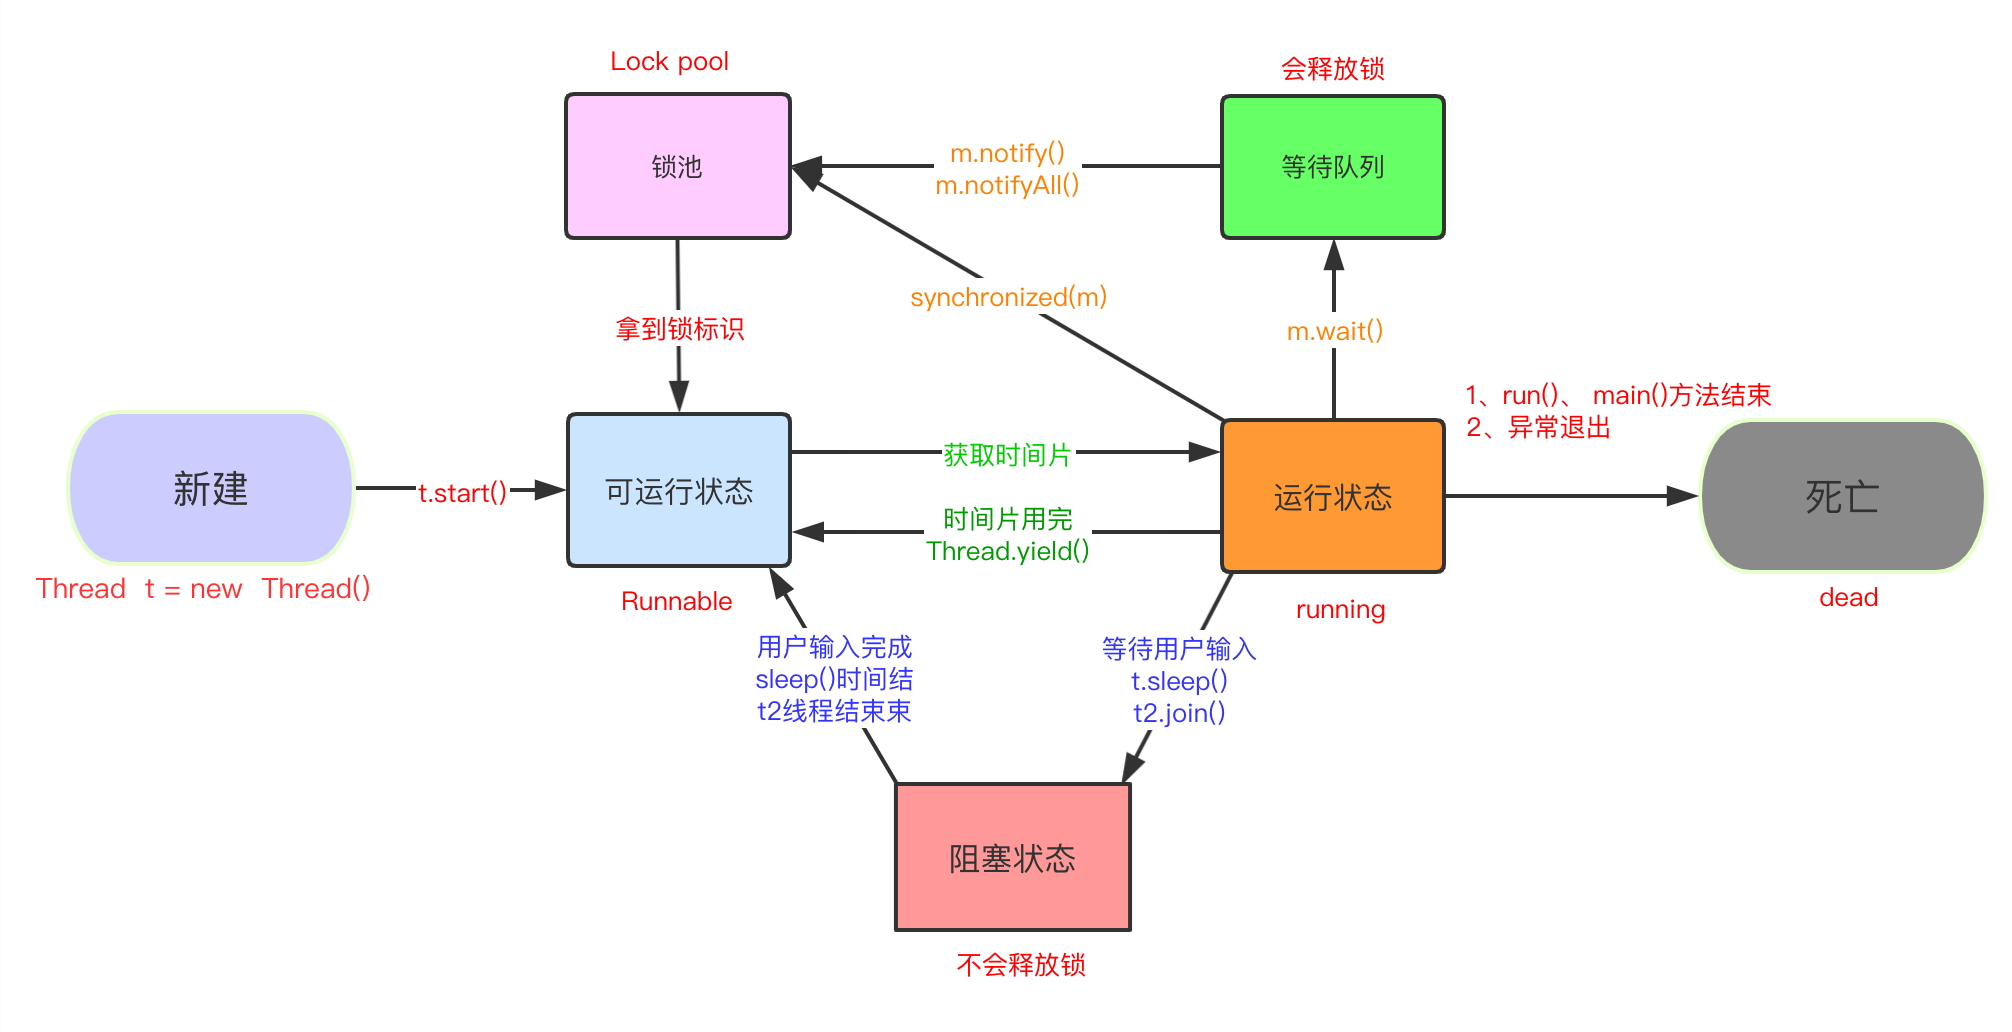 Lock pool
会释放锁
锁池
m.notify()
m.notifyAll()
等待队列
synchronized(m)
拿到锁标识
m.wait()
1、run()、 main()方法结束
2、异常退出
新建
t.start()
可运行状态
获取时间片
时间片用完
Thread.yield()
运行状态
死亡
Thread t = new Thread()
Runnable
running
dead
用户输入完成
sleep()时间结
t2线程结束束
等待用户输入
t.sleep()
t2.join()
阻塞状态
不会释放锁